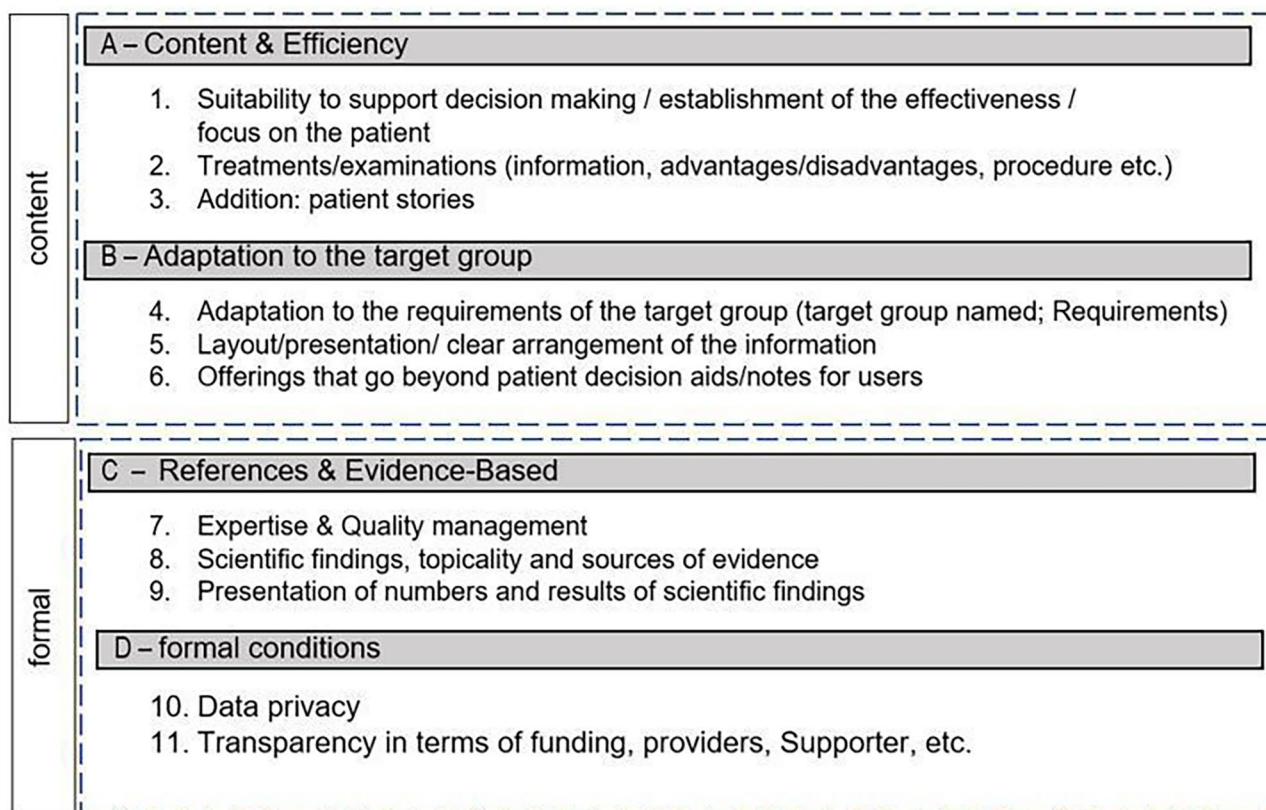 content
A – Content & Efficiency
1. Suitability to support decision making / establishment of the effectiveness /
focus on the patient
2. Treatments/examinations (information, advantages/disadvantages, procedure etc.)
3. Addition: patient stories
B – Adaptation to the target group
4. Adaptation to the requirements of the target group (target group named; Requirements)
5. Layout/presentation/ clear arrangement of the information
6. Offerings that go beyond patient decision aids/notes for users
formal
C – References & Evidence-Based
7. Expertise & Quality management
8. Scientific findings, topicality and sources of evidence
9. Presentation of numbers and results of scientific findings
D – formal conditions
10. Data privacy
11. Transparency in terms of funding, providers, Supporter, etc.